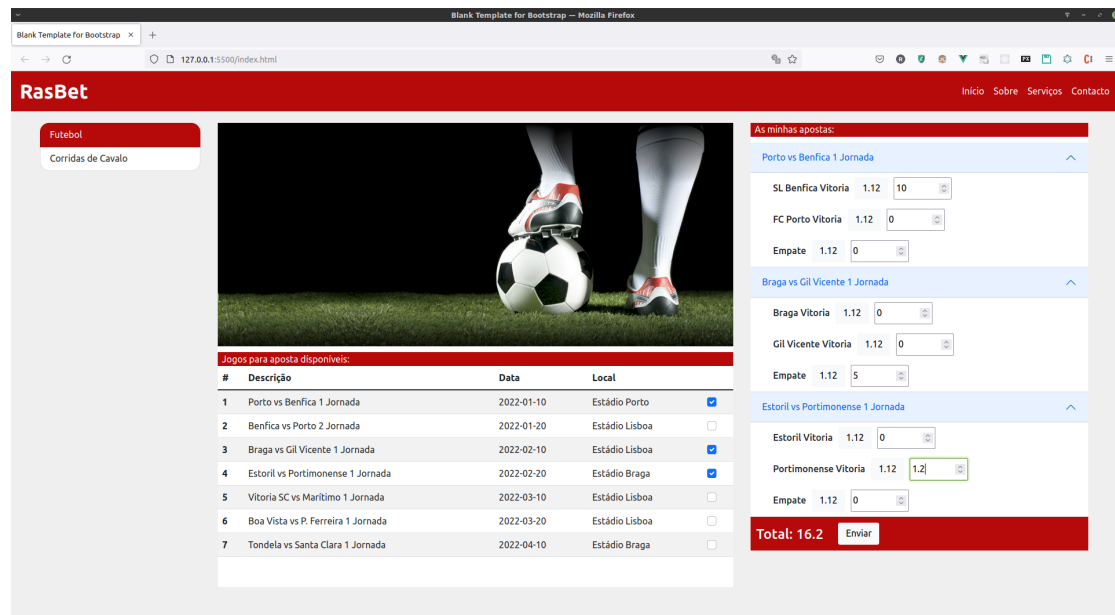 Blank Template for Bootstrap — Mozilla Firefox
Blank Template for Bootstrap × +
127.0.0.1:5500/index.html
RasBet
Início Sobre Serviços Contacto
Futebol
Corridas de Cavalo
Jogos para aposta disponíveis:
# Descrição Data Local
1 Porto vs Benfica 1 Jornada 2022-01-10 Estádio Porto
2 Benfica vs Porto 2 Jornada 2022-01-20 Estádio Lisboa
3 Braga vs Gil Vicente 1 Jornada 2022-02-10 Estádio Lisboa
4 Estoril vs Portimonense 1 Jornada 2022-02-20 Estádio Braga
5 Vitoria SC vs Marítimo 1 Jornada 2022-03-10 Estádio Lisboa
6 Boa Vista vs P. Ferreira 1 Jornada 2022-03-20 Estádio Lisboa
7 Tondela vs Santa Clara 1 Jornada 2022-04-10 Estádio Braga
As minhas apostas:
Porto vs Benfica 1 Jornada
SL Benfica Vitoria 1.12 10
FC Porto Vitoria 1.12 0
Empate 1.12 0
Braga vs Gil Vicente 1 Jornada
Braga Vitoria 1.12 0
Gil Vicente Vitoria 1.12 0
Empate 1.12 5
Estoril vs Portimonense 1 Jornada
Estoril Vitoria 1.12 0
Portimonense Vitoria 1.12 1.2
Empate 1.12 0
Total: 16.2 Enviar